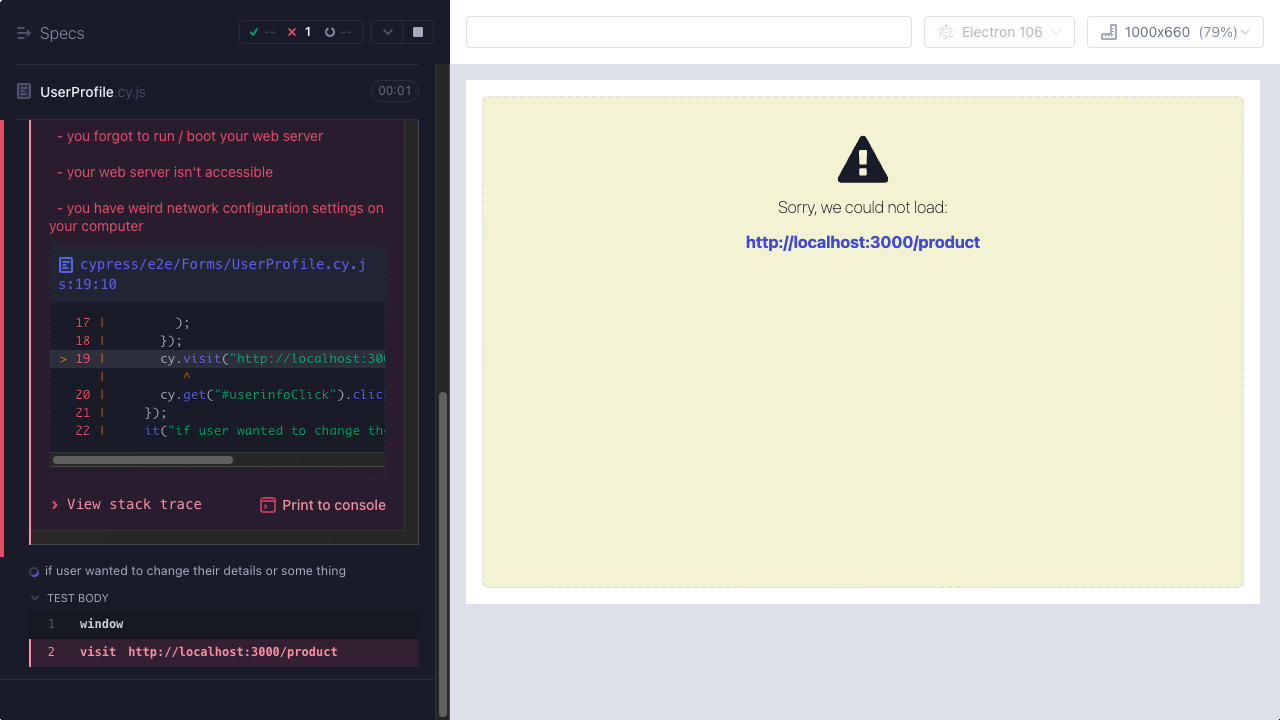 Specs
-- 1 --
Electron 106
1000x660 (79%)
UserProfile.cy.js
00:01
- you forgot to run / boot your web server
- your web server isn't accessible
- you have weird network configuration settings on
your computer
cypress/e2e/Forms/UserProfile.cy.j
s:19:10
17 | );
18 | });
> 19 | cy.visit("http://localhost:300
| ^
20 | cy.get("#userinfoClick").click
21 | });
22 | it("if user wanted to change the
View stack trace
Print to console
if user wanted to change their details or some thing
TEST BODY
1 window
2 visit http://localhost:3000/product
Sorry, we could not load:
http://localhost:3000/product